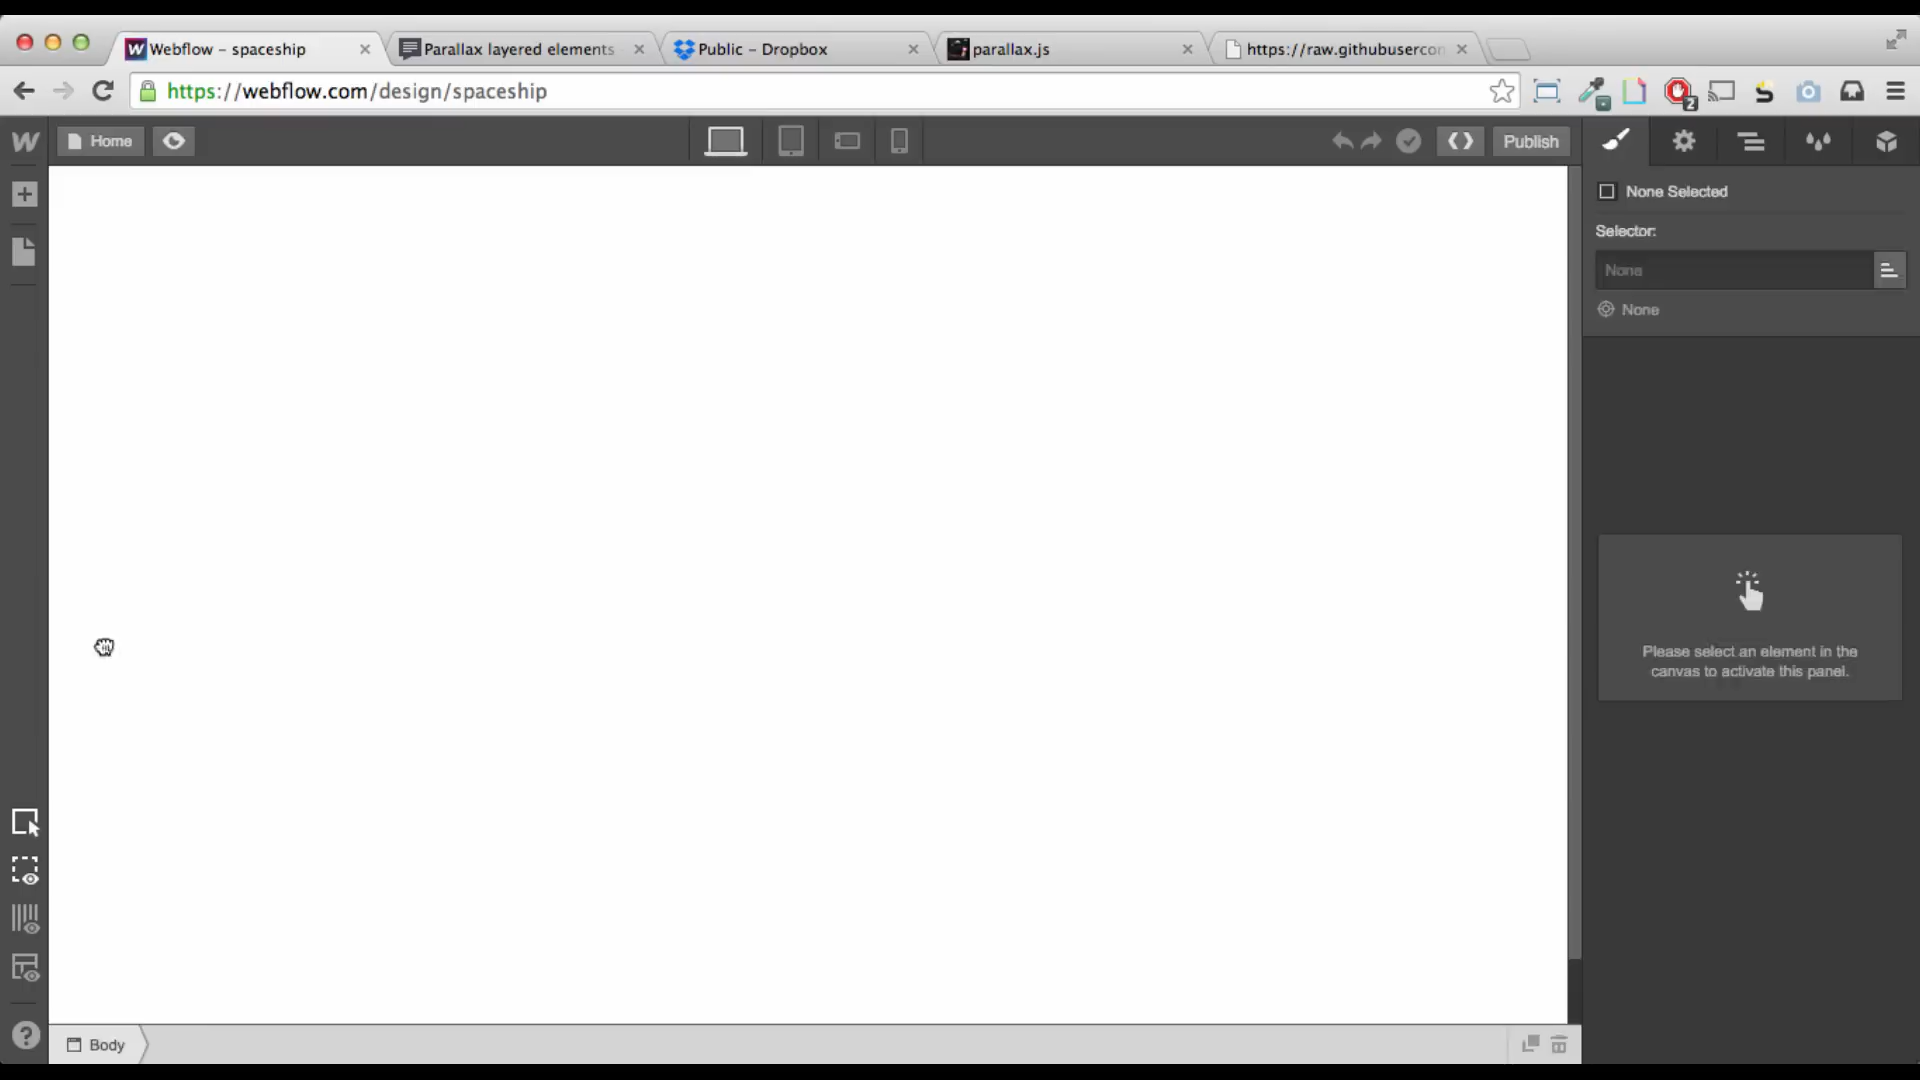 Webflow – spaceship
Parallax layered elements
Public – Dropbox
parallax.js
https://raw.githubusercon
https://webflow.com/design/spaceship
2
W
Home
Publish
None Selected
Selector:
None
None
Please select an element in the
canvas to activate this panel.
Body